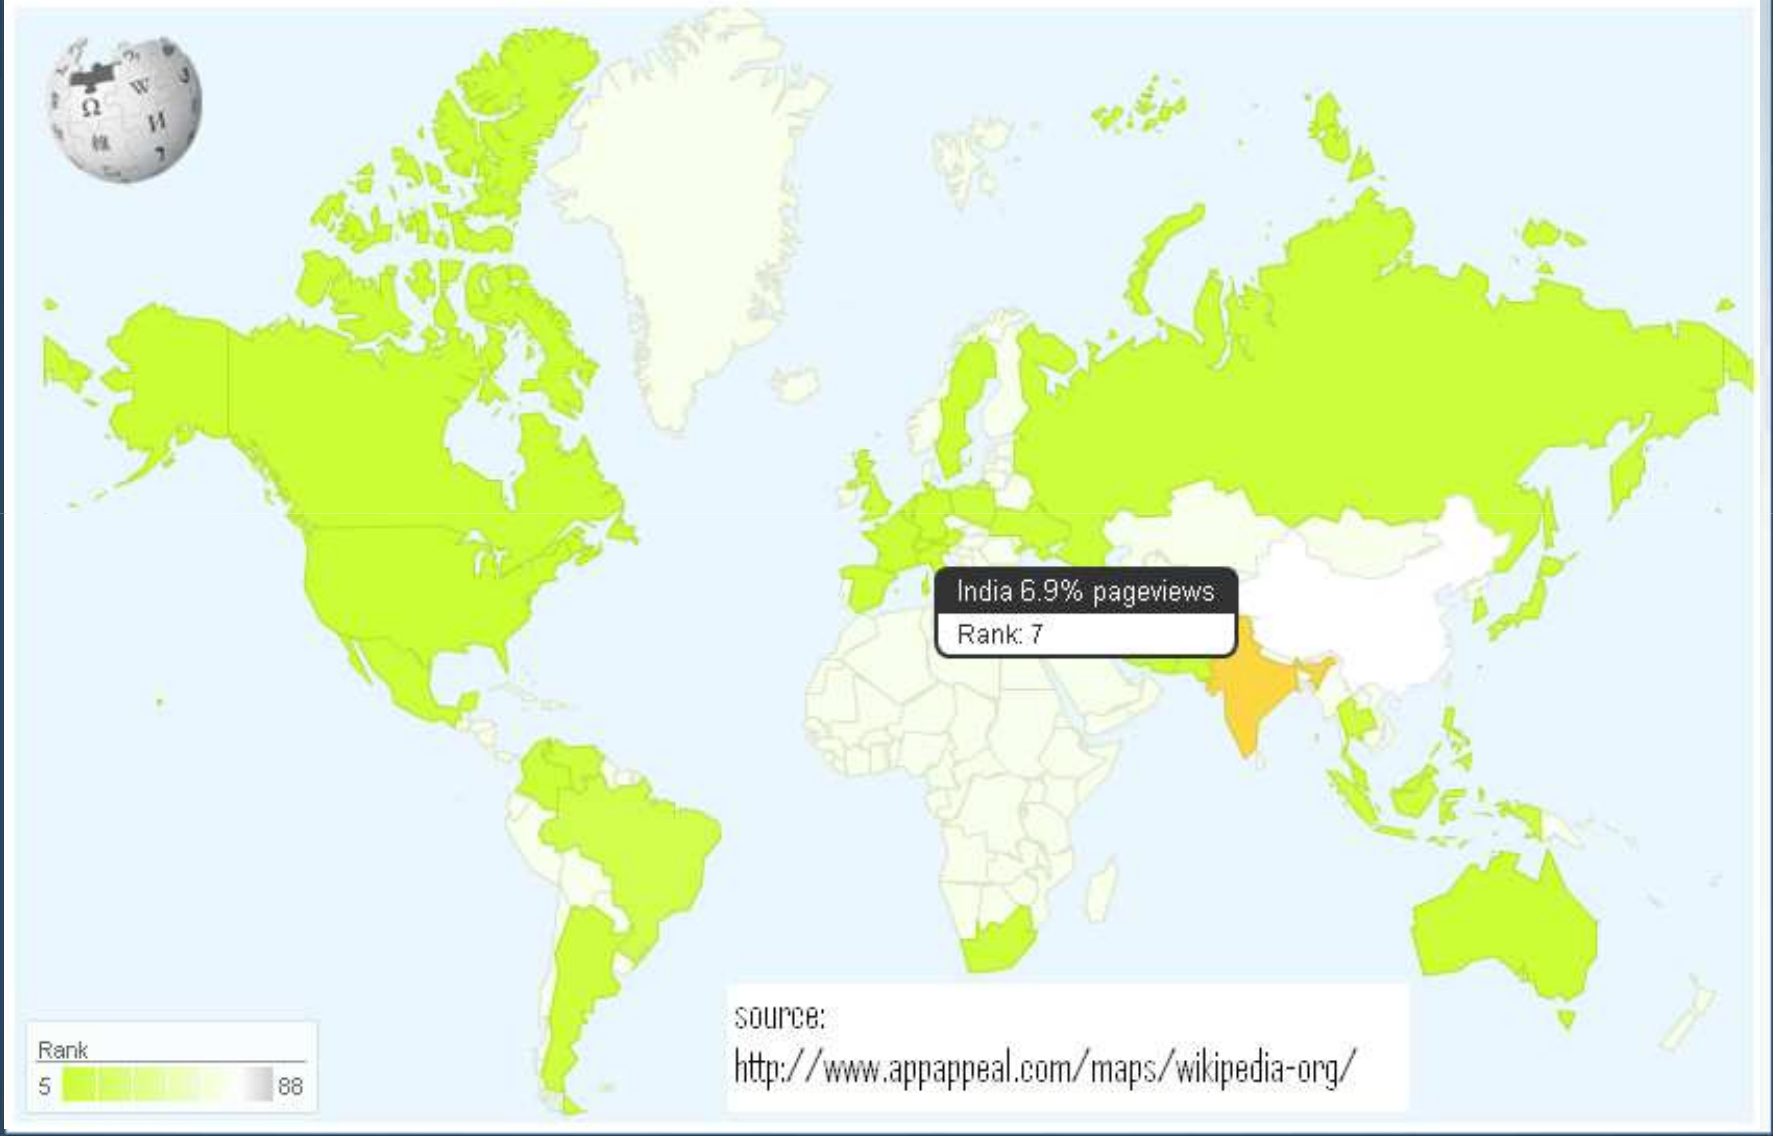 Ω W И
India 6.9% pageviews
Rank: 7
source:
http://www.appappeal.com/maps/wikipedia-org/
Rank
5 88